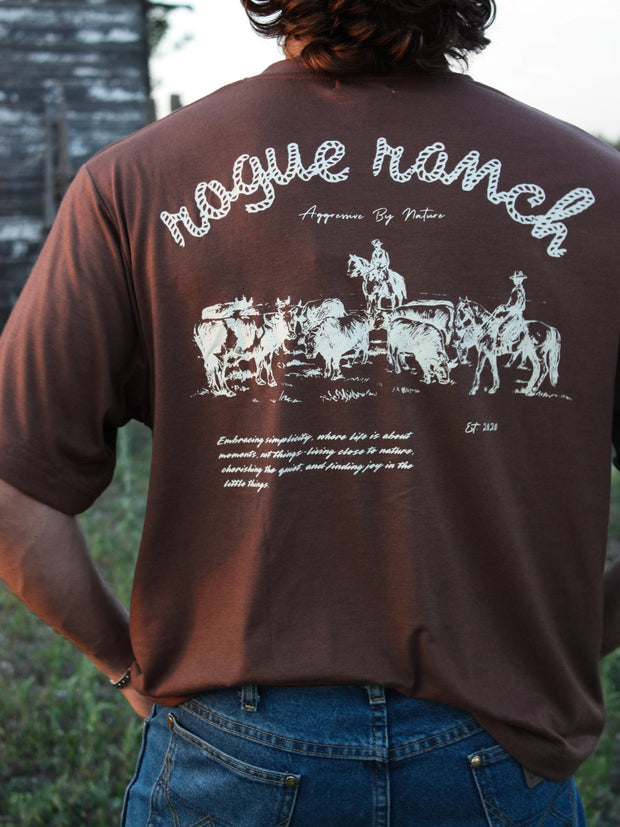 rogue ranch
Aggressive By Nature
Est. 2020
Embracing simplicity, where life is about
moments, not things-living close to nature,
cherishing the quiet, and finding joy in the
little things.